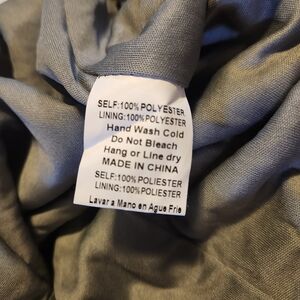 SELF:100%POLYESTER
LINING:100%POLYESTER
Hand Wash Cold
Do Not Bleach
Hang or Line dry
MADE IN CHINA
SELF:100%POLIESTER
LINING:100%POLIESTER
Lavar a Mano en Ague Frie